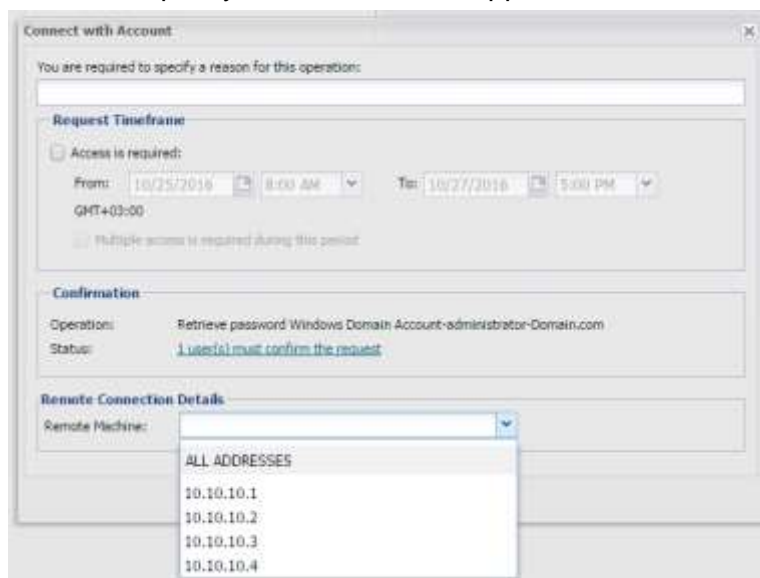 Connect with Account
You are required to specify a reason for this operation:
Request Timeframe
Access is required:
From: 10/25/2016 8:00 AM To: 10/27/2016 5:00 PM
GMT+03:00
Multiple access is required during this period
Confirmation
Operation: Retrieve password Windows Domain Account-administrator-Domain.com
Status: 1 user(s) must confirm the request
Remote Connection Details
Remote Machine:
ALL ADDRESSES
10.10.10.1
10.10.10.2
10.10.10.3
10.10.10.4